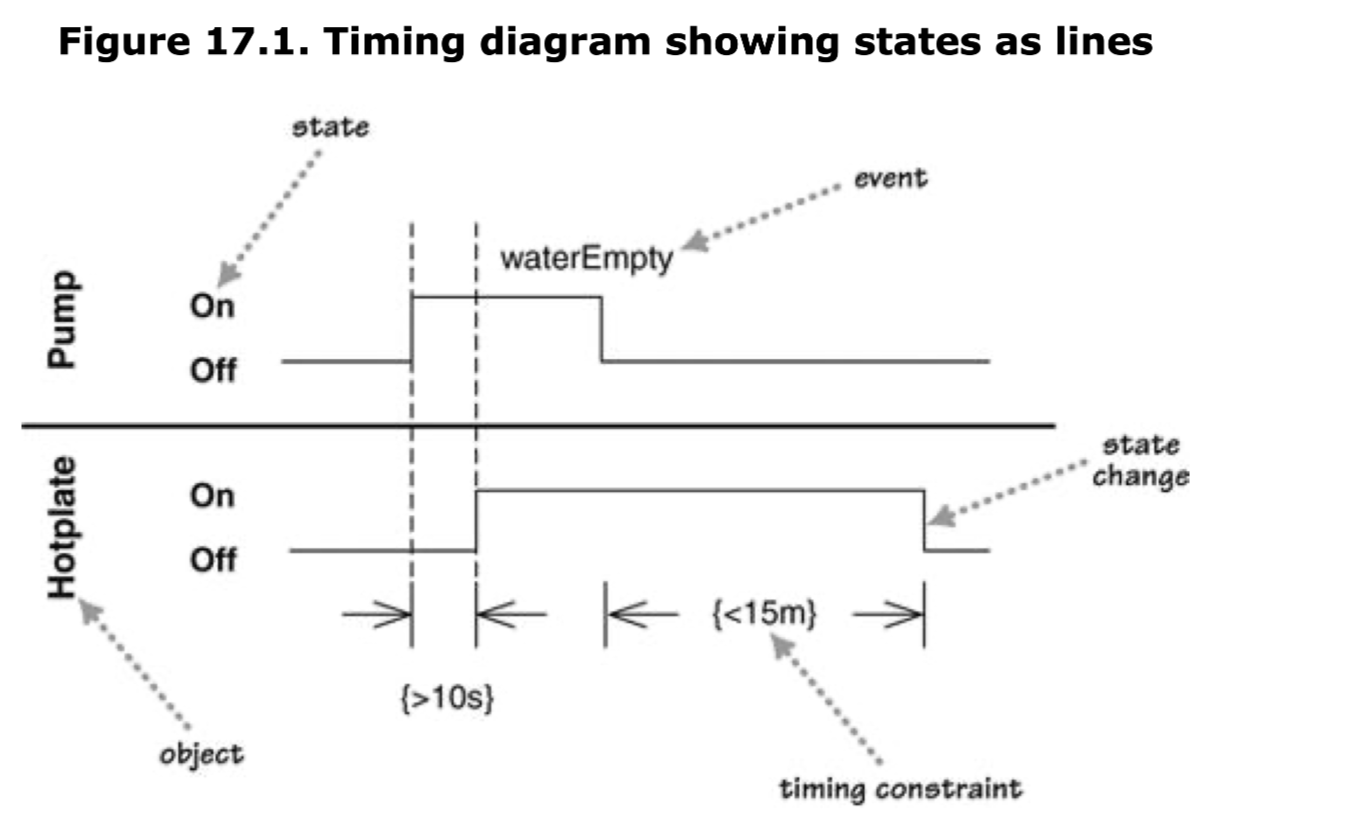 Figure 17.1. Timing diagram showing states as lines
state
event
waterEmpty
Pump
On
Off
state
change
Hotplate
On
Off
{<15m}
{>10s}
object
timing constraint